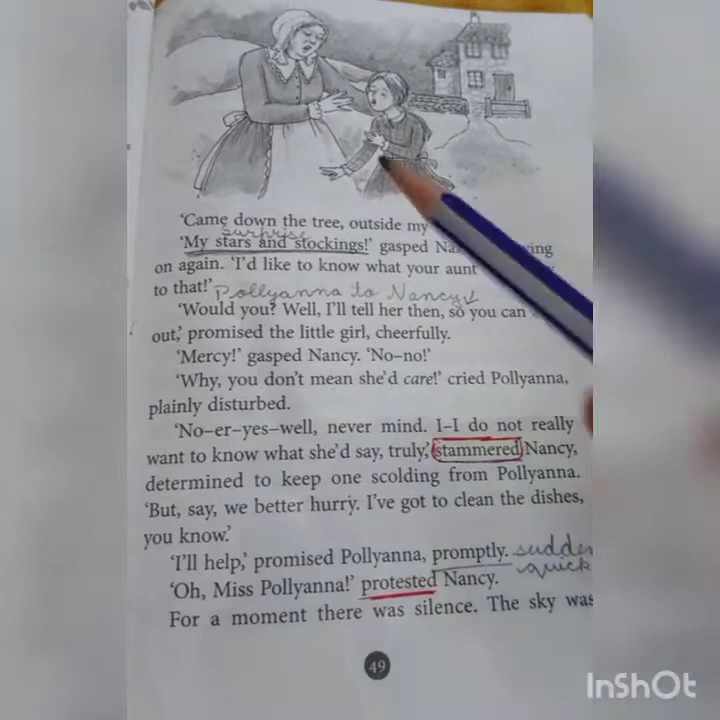 ‘Came down the tree, outside my
surprise
‘My stars and stockings!’ gasped
on again. ‘I’d like to know what your aunt
to that!’ Pollyanna to Nancy
‘Would you? Well, I’ll tell her then, so you can
out,’ promised the little girl, cheerfully.
‘Mercy!’ gasped Nancy. ‘No–no!’
‘Why, you don’t mean she’d care!’ cried Pollyanna,
plainly disturbed.
‘No–er–yes–well, never mind. I–I do not really
want to know what she’d say, truly,’ stammered Nancy,
determined to keep one scolding from Pollyanna.
‘But, say, we better hurry. I’ve got to clean the dishes,
you know.’
‘I’ll help,’ promised Pollyanna, promptly. sudden
quick
‘Oh, Miss Pollyanna!’ protested Nancy.
For a moment there was silence. The sky was
49
InShOt